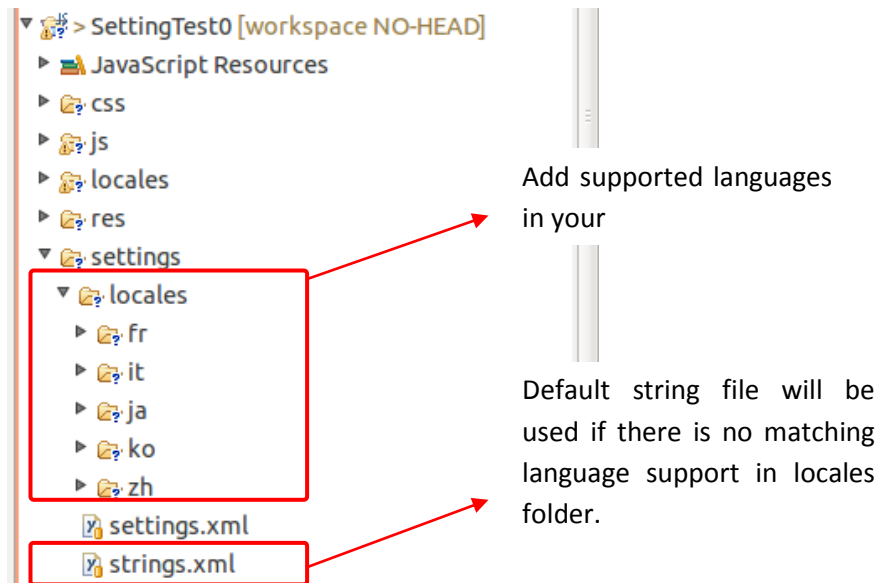 > SettingTest0 [workspace NO-HEAD]
JavaScript Resources
css
js
locales
res
settings
locales
fr
it
ja
ko
zh
settings.xml
strings.xml
Add supported languages
in your
Default string file will be
used if there is no matching
language support in locales
folder.